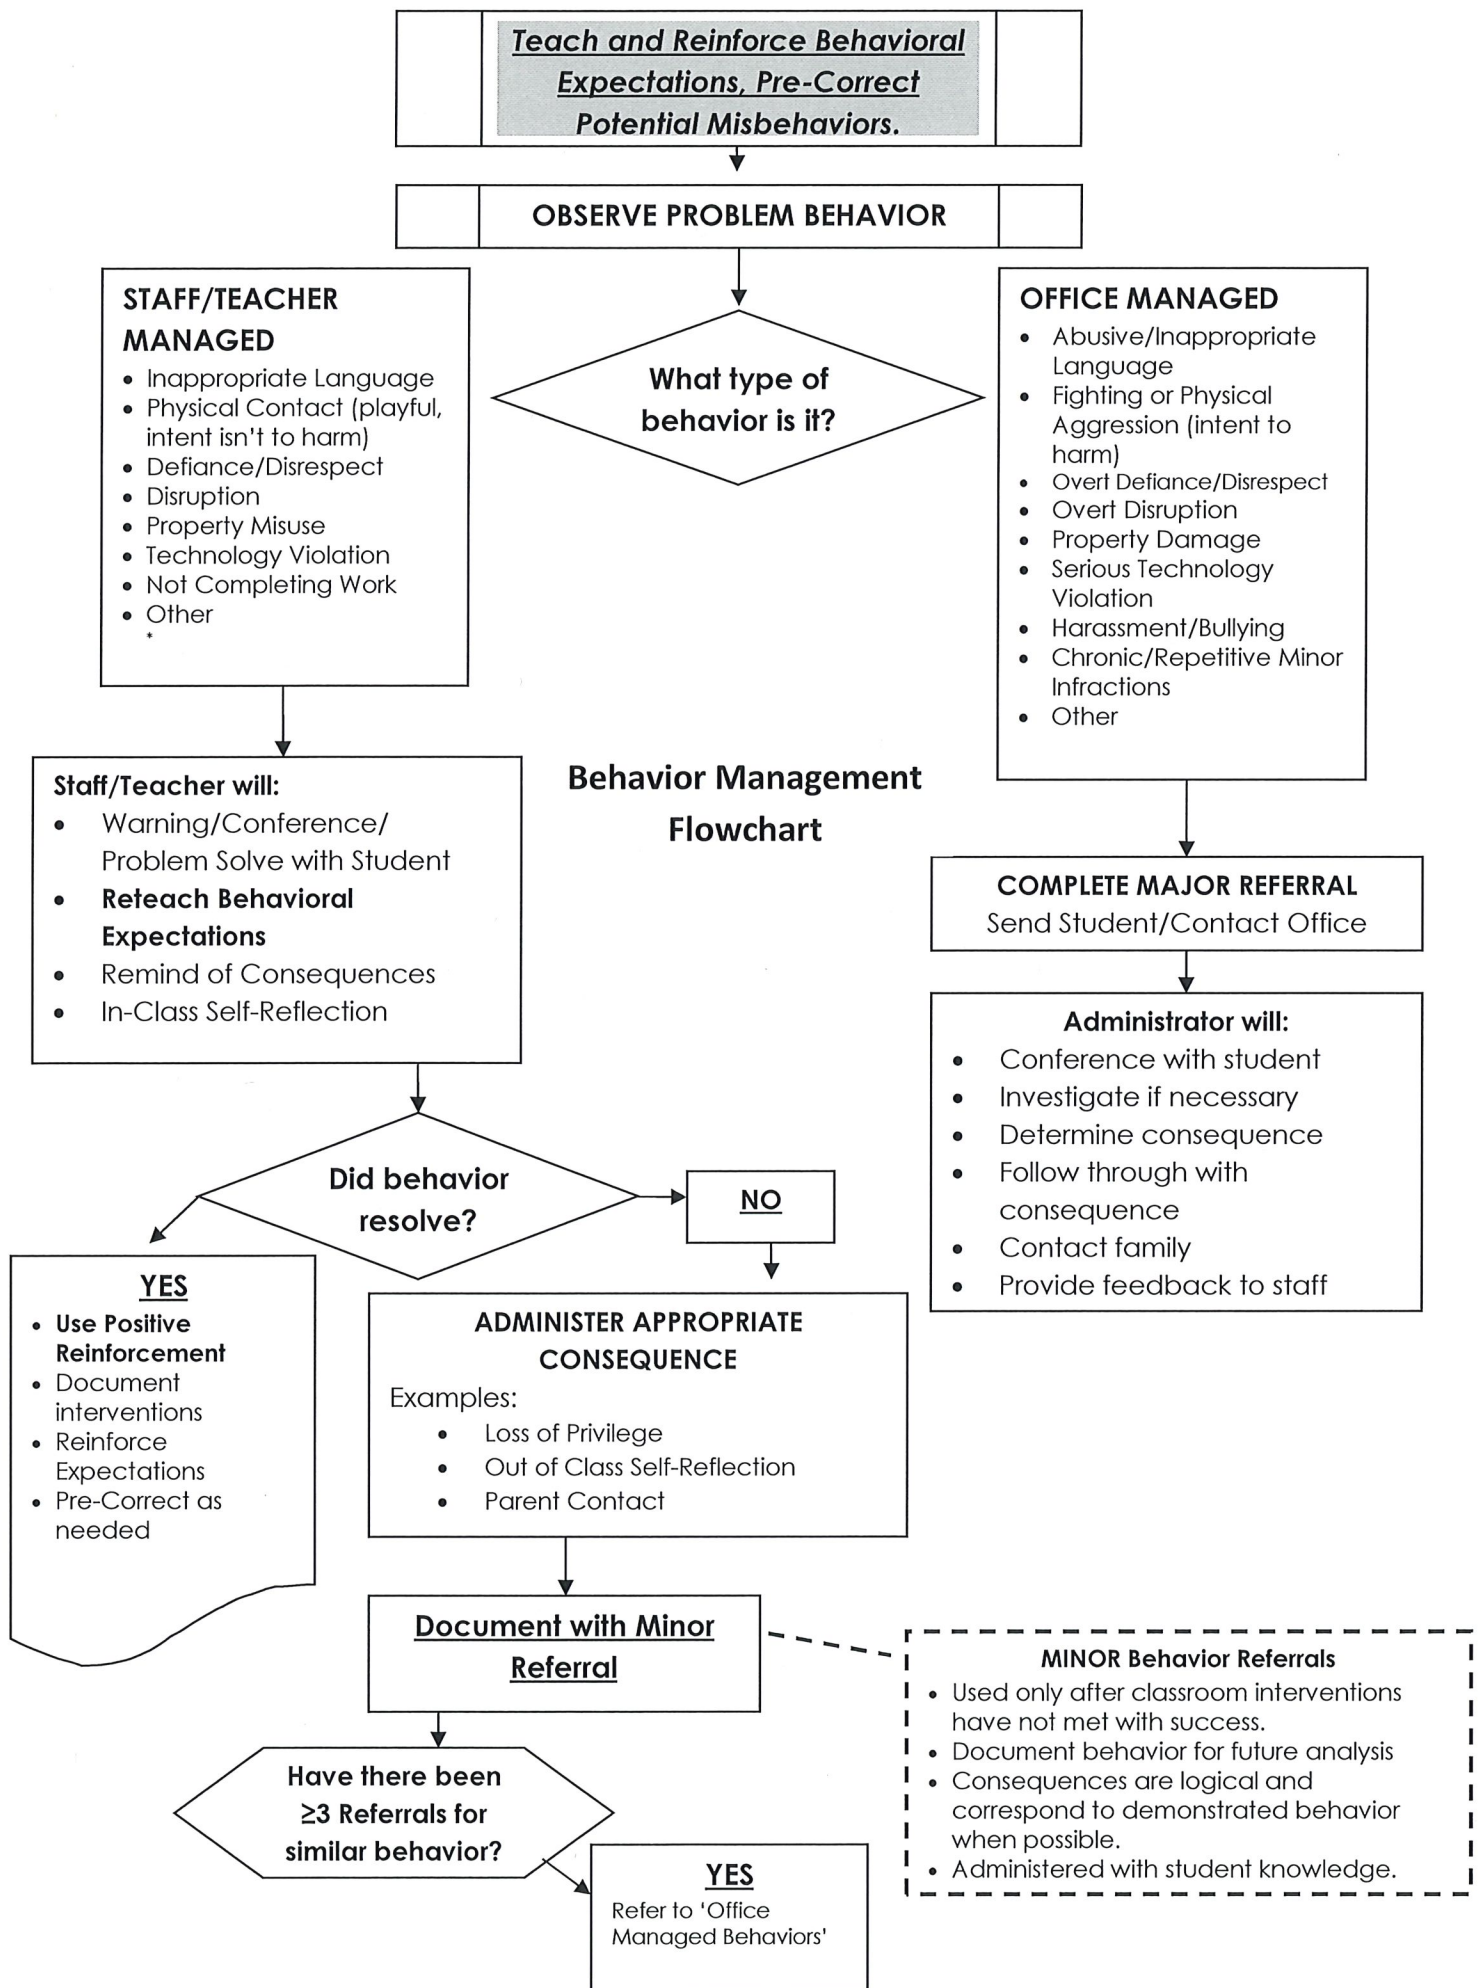 Teach and Reinforce Behavioral
Expectations, Pre-Correct
Potential Misbehaviors.
OBSERVE PROBLEM BEHAVIOR
STAFF/TEACHER
MANAGED
• Inappropriate Language
• Physical Contact (playful,
intent isn't to harm)
• Defiance/Disrespect
• Disruption
• Property Misuse
• Technology Violation
• Not Completing Work
• Other
*
What type of
behavior is it?
OFFICE MANAGED
• Abusive/Inappropriate
Language
• Fighting or Physical
Aggression (intent to
harm)
• Overt Defiance/Disrespect
• Overt Disruption
• Property Damage
• Serious Technology
Violation
• Harassment/Bullying
• Chronic/Repetitive Minor
Infractions
• Other
Behavior Management
Flowchart
Staff/Teacher will:
• Warning/Conference/
Problem Solve with Student
• Reteach Behavioral
Expectations
• Remind of Consequences
• In-Class Self-Reflection
COMPLETE MAJOR REFERRAL
Send Student/Contact Office
Administrator will:
• Conference with student
• Investigate if necessary
• Determine consequence
• Follow through with
consequence
• Contact family
• Provide feedback to staff
Did behavior
resolve?
NO
YES
• Use Positive
Reinforcement
• Document
interventions
• Reinforce
Expectations
• Pre-Correct as
needed
ADMINISTER APPROPRIATE
CONSEQUENCE
Examples:
• Loss of Privilege
• Out of Class Self-Reflection
• Parent Contact
Document with Minor
Referral
MINOR Behavior Referrals
• Used only after classroom interventions
have not met with success.
• Document behavior for future analysis
• Consequences are logical and
correspond to demonstrated behavior
when possible.
• Administered with student knowledge.
Have there been
≥3 Referrals for
similar behavior?
YES
Refer to 'Office
Managed Behaviors'